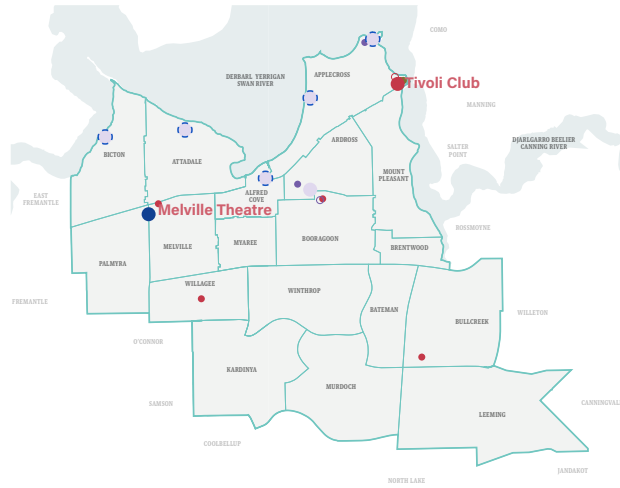 COMO
DERBARL YERRIGAN
SWAN RIVER
APPLECROSS
Tivoli Club
MANNING
ARDROSS
DJARLGARRO BEELIER
CANNING RIVER
SALTER
POINT
BICTON
ATTADALE
MOUNT
PLEASANT
EAST
FREMANTLE
ALFRED
COVE
Melville Theatre
ROSSMOYNE
MELVILLE
MYAREE
BOORAGOON
BRENTWOOD
PALMYRA
WILLAGEE
WINTHROP
FREMANTLE
BATEMAN
WILLETON
BULLCREEK
O'CONNOR
KARDINYA
MURDOCH
SAMSON
CANNINGVAL
LEEMING
COOLBELLUP
JANDAKOT
NORTH LAKE